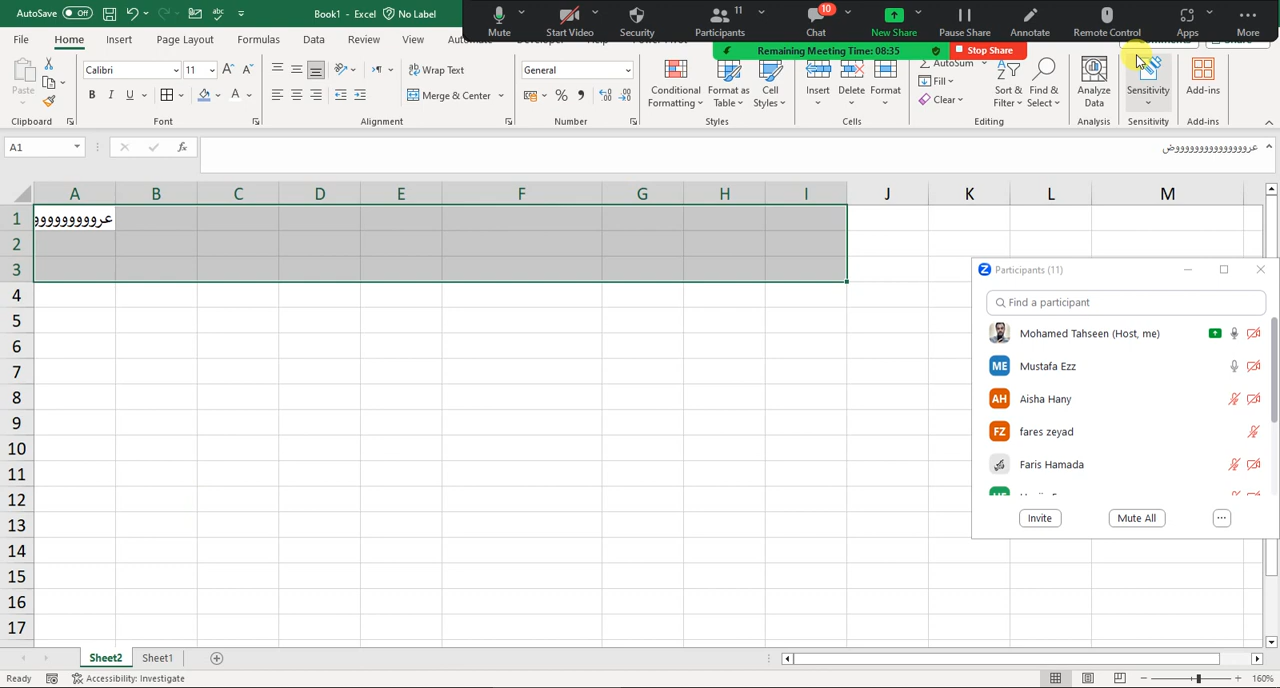 AutoSave Off Book1 - Excel No Label
Mute Start Video Security Participants 11 Chat 10 New Share Pause Share Annotate Remote Control Apps More
Remaining Meeting Time: 08:35 Stop Share
File Home Insert Page Layout Formulas Data Review View
Paste Calibri 11 Wrap Text General Conditional Formatting Format as Table Cell Styles Insert Delete Format AutoSum Fill Clear Sort & Filter Find & Select Analyze Data Sensitivity Add-ins
B I U A Merge & Center
Clipboard Font Alignment Number Styles Cells Editing Analysis Sensitivity Add-ins
A1 fx عروووووووووووووووض
A B C D E F G H I J K L M
1 عرووووووووو
2
3
4
5
6
7
8
9
10
11
12
13
14
15
16
17
Participants (11)
Find a participant
Mohamed Tahseen (Host, me)
ME Mustafa Ezz
AH Aisha Hany
FZ fares zeyad
Faris Hamada
Invite Mute All ...
Sheet2 Sheet1
Ready Accessibility: Investigate 160%